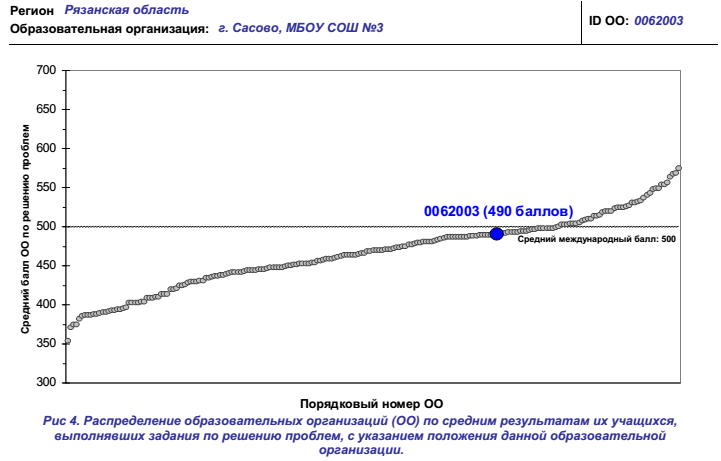 Регион Рязанская область
Образовательная организация: г. Сасово, МБОУ СОШ №3
ID ОО: 0062003
700
650
600
550
500
450
400
350
300
Средний балл ОО по решению проблем
0062003 (490 баллов)
Средний международный балл: 500
Порядковый номер ОО
Рис 4. Распределение образовательных организаций (ОО) по средним результатам их учащихся,
выполнявших задания по решению проблем, с указанием положения данной образовательной
организации.